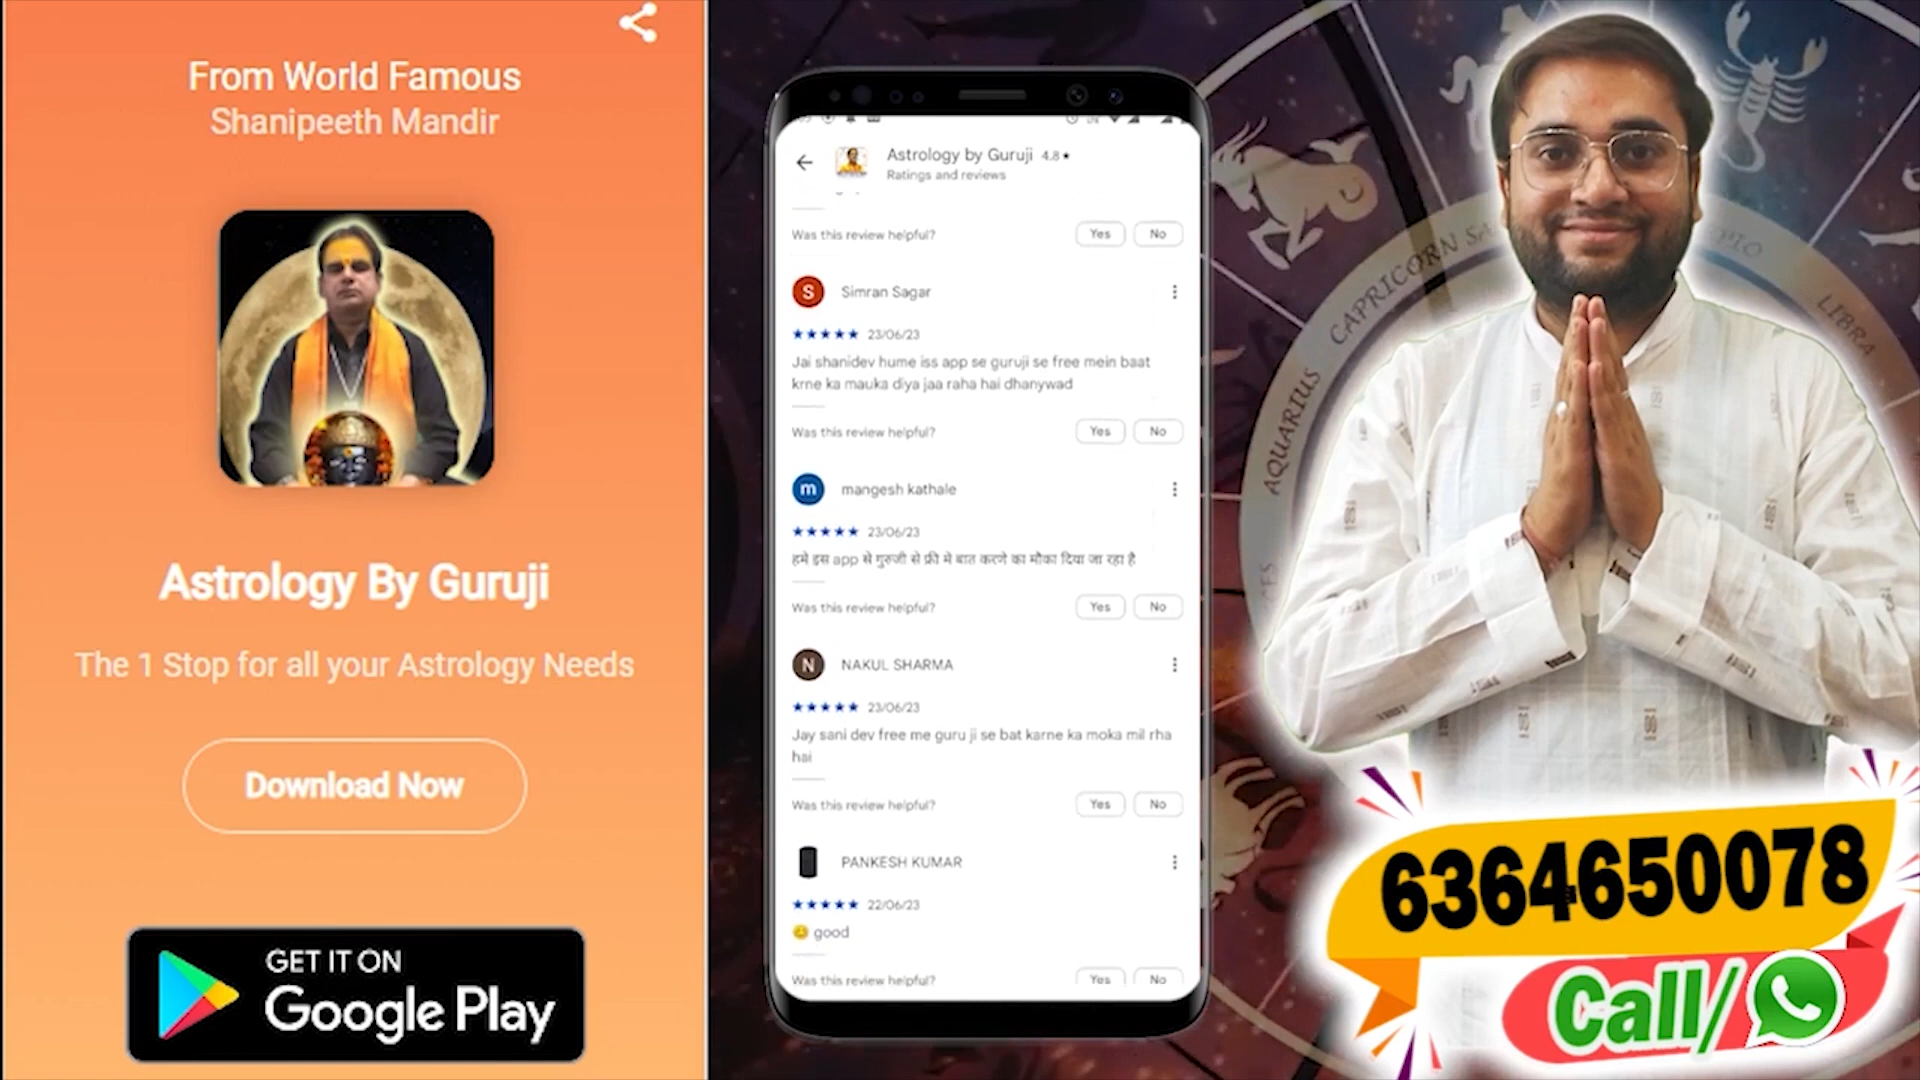 From World Famous
Shanipeeth Mandir
Astrology By Guruji
The 1 Stop for all your Astrology Needs
Download Now
GET IT ON
Google Play
Astrology by Guruji 4.8★
Ratings and reviews
Was this review helpful? Yes No
S Simran Sagar
★★★★★ 23/06/23
Jai shanidev hume iss app se guruji se free mein baat
krne ka mauka diya jaa raha hai dhanywad
Was this review helpful? Yes No
m mangesh kathale
★★★★★ 23/06/23
हमे इस app से गुरुजी से फ्री मे बात करणे का मौका दिया जा रहा है
Was this review helpful? Yes No
N NAKUL SHARMA
★★★★★ 23/06/23
Jay sani dev free me guru ji se bat karne ka moka mil rha
hai
Was this review helpful? Yes No
PANKESH KUMAR
★★★★★ 22/06/23
😊 good
Was this review helpful? Yes No
AQUARIUS
CAPRICORN
LIBRA
6364650078
Call/